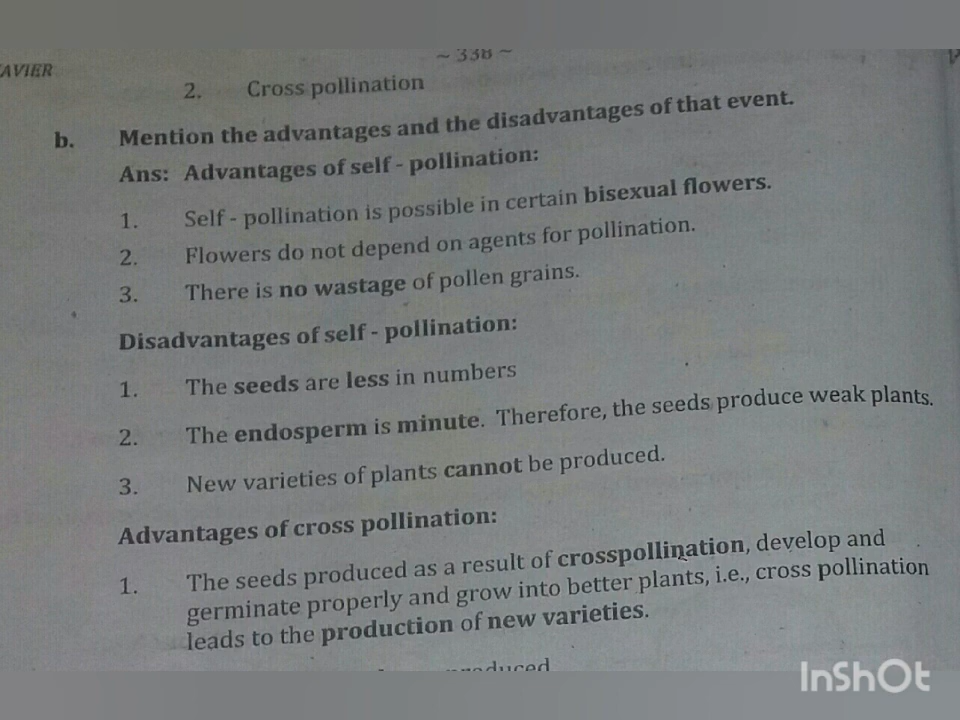 ~ 338 ~
AVIER
2. Cross pollination
b. Mention the advantages and the disadvantages of that event.
Ans: Advantages of self - pollination:
1. Self - pollination is possible in certain bisexual flowers.
2. Flowers do not depend on agents for pollination.
3. There is no wastage of pollen grains.
Disadvantages of self - pollination:
1. The seeds are less in numbers
2. The endosperm is minute. Therefore, the seeds produce weak plants.
3. New varieties of plants cannot be produced.
Advantages of cross pollination:
1. The seeds produced as a result of crosspollination, develop and
germinate properly and grow into better plants, i.e., cross pollination
leads to the production of new varieties.
InShOt